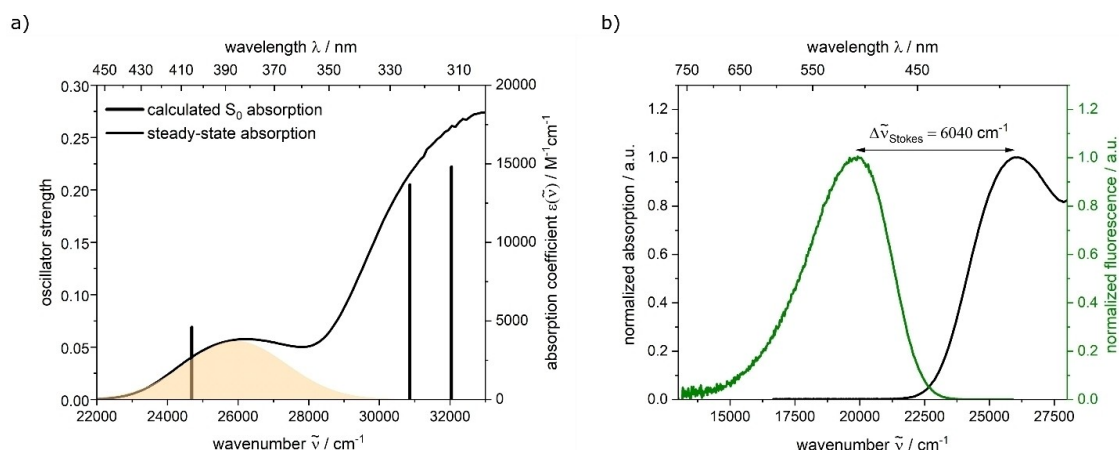 a)
wavelength λ / nm
450 430 410 390 370 350 330 310
0.30
0.25
0.20
0.15
0.10
0.05
0.00
oscillator strength
calculated S₀ absorption
steady-state absorption
20000
15000
10000
5000
0
absorption coefficient ε(ν̃) / M⁻¹cm⁻¹
22000 24000 26000 28000 30000 32000
wavenumber ν̃ / cm⁻¹
b)
wavelength λ / nm
750 650 550 450
1.2
1.0
0.8
0.6
0.4
0.2
0.0
normalized absorption / a.u.
Δν̃Stokes = 6040 cm⁻¹
1.2
1.0
0.8
0.6
0.4
0.2
0.0
normalized fluorescence / a.u.
15000 17500 20000 22500 25000 27500
wavenumber ν̃ / cm⁻¹